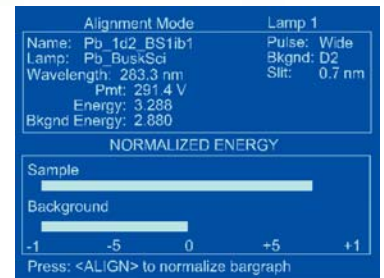 Alignment Mode Lamp 1
Name: Pb_1d2_BS1ib1 Pulse: Wide
Lamp: Pb_BuskSci Bkgnd: D2
Wavelength: 283.3 nm Slit: 0.7 nm
Pmt: 291.4 V
Energy: 3.288
Bkgnd Energy: 2.880
NORMALIZED ENERGY
Sample
Background
-1 -5 0 +5 +1
Press: <ALIGN> to normalize bargraph